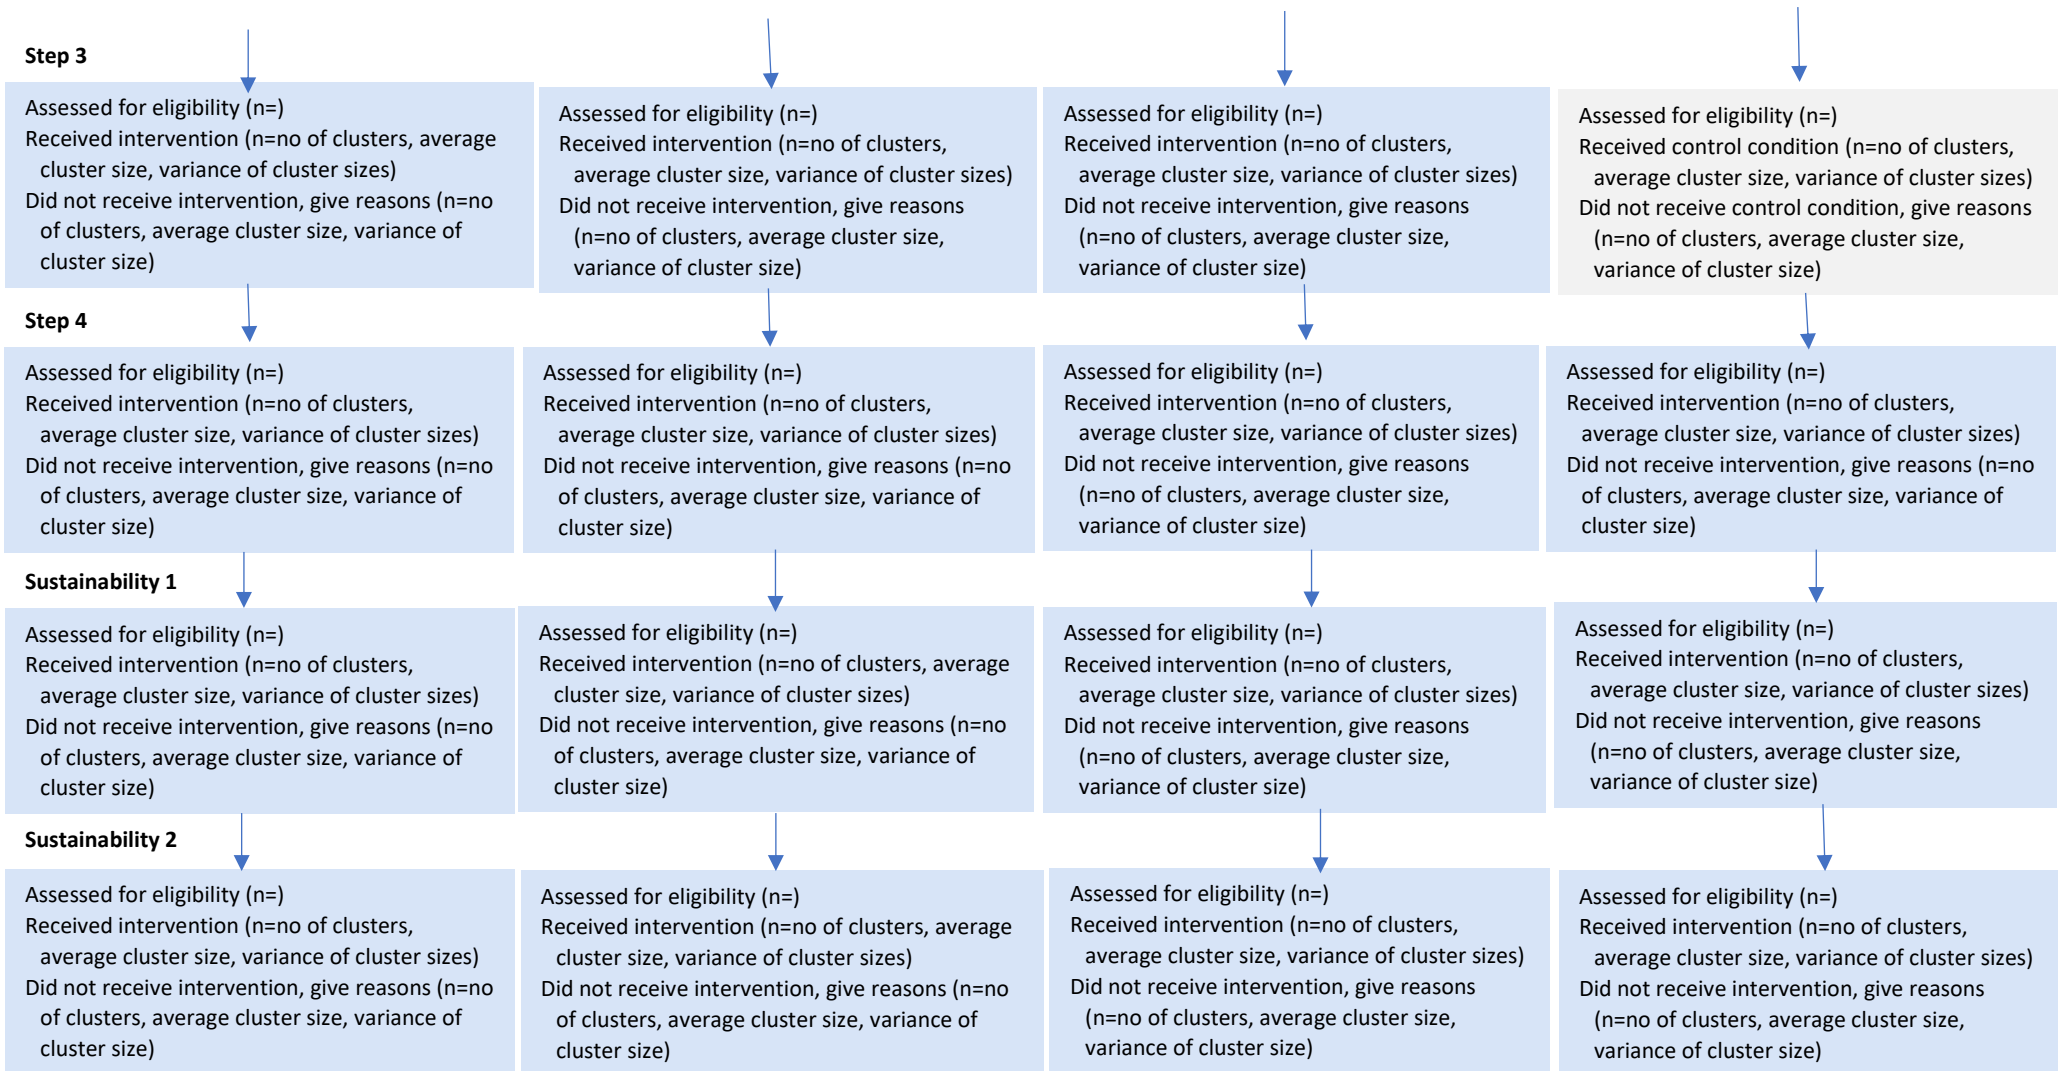 Step 3
Assessed for eligibility (n=)
Received intervention (n=no of clusters, average
cluster size, variance of cluster sizes)
Did not receive intervention, give reasons (n=no
of clusters, average cluster size, variance of
cluster size)
Assessed for eligibility (n=)
Received intervention (n=no of clusters,
average cluster size, variance of cluster sizes)
Did not receive intervention, give reasons
(n=no of clusters, average cluster size,
variance of cluster size)
Assessed for eligibility (n=)
Received intervention (n=no of clusters,
average cluster size, variance of cluster sizes)
Did not receive intervention, give reasons
(n=no of clusters, average cluster size,
variance of cluster size)
Assessed for eligibility (n=)
Received control condition (n=no of clusters,
average cluster size, variance of cluster sizes)
Did not receive control condition, give reasons
(n=no of clusters, average cluster size,
variance of cluster size)
Step 4
Assessed for eligibility (n=)
Received intervention (n=no of clusters,
average cluster size, variance of cluster sizes)
Did not receive intervention, give reasons (n=no
of clusters, average cluster size, variance of
cluster size)
Assessed for eligibility (n=)
Received intervention (n=no of clusters,
average cluster size, variance of cluster sizes)
Did not receive intervention, give reasons (n=no
of clusters, average cluster size, variance of
cluster size)
Assessed for eligibility (n=)
Received intervention (n=no of clusters,
average cluster size, variance of cluster sizes)
Did not receive intervention, give reasons
(n=no of clusters, average cluster size,
variance of cluster size)
Assessed for eligibility (n=)
Received intervention (n=no of clusters,
average cluster size, variance of cluster sizes)
Did not receive intervention, give reasons (n=no
of clusters, average cluster size, variance of
cluster size)
Sustainability 1
Assessed for eligibility (n=)
Received intervention (n=no of clusters,
average cluster size, variance of cluster sizes)
Did not receive intervention, give reasons (n=no
of clusters, average cluster size, variance of
cluster size)
Assessed for eligibility (n=)
Received intervention (n=no of clusters, average
cluster size, variance of cluster sizes)
Did not receive intervention, give reasons (n=no
of clusters, average cluster size, variance of
cluster size)
Assessed for eligibility (n=)
Received intervention (n=no of clusters,
average cluster size, variance of cluster sizes)
Did not receive intervention, give reasons
(n=no of clusters, average cluster size,
variance of cluster size)
Assessed for eligibility (n=)
Received intervention (n=no of clusters,
average cluster size, variance of cluster sizes)
Did not receive intervention, give reasons
(n=no of clusters, average cluster size,
variance of cluster size)
Sustainability 2
Assessed for eligibility (n=)
Received intervention (n=no of clusters,
average cluster size, variance of cluster sizes)
Did not receive intervention, give reasons (n=no
of clusters, average cluster size, variance of
cluster size)
Assessed for eligibility (n=)
Received intervention (n=no of clusters, average
cluster size, variance of cluster sizes)
Did not receive intervention, give reasons (n=no
of clusters, average cluster size, variance of
cluster size)
Assessed for eligibility (n=)
Received intervention (n=no of clusters,
average cluster size, variance of cluster sizes)
Did not receive intervention, give reasons
(n=no of clusters, average cluster size,
variance of cluster size)
Assessed for eligibility (n=)
Received intervention (n=no of clusters,
average cluster size, variance of cluster sizes)
Did not receive intervention, give reasons
(n=no of clusters, average cluster size,
variance of cluster size)